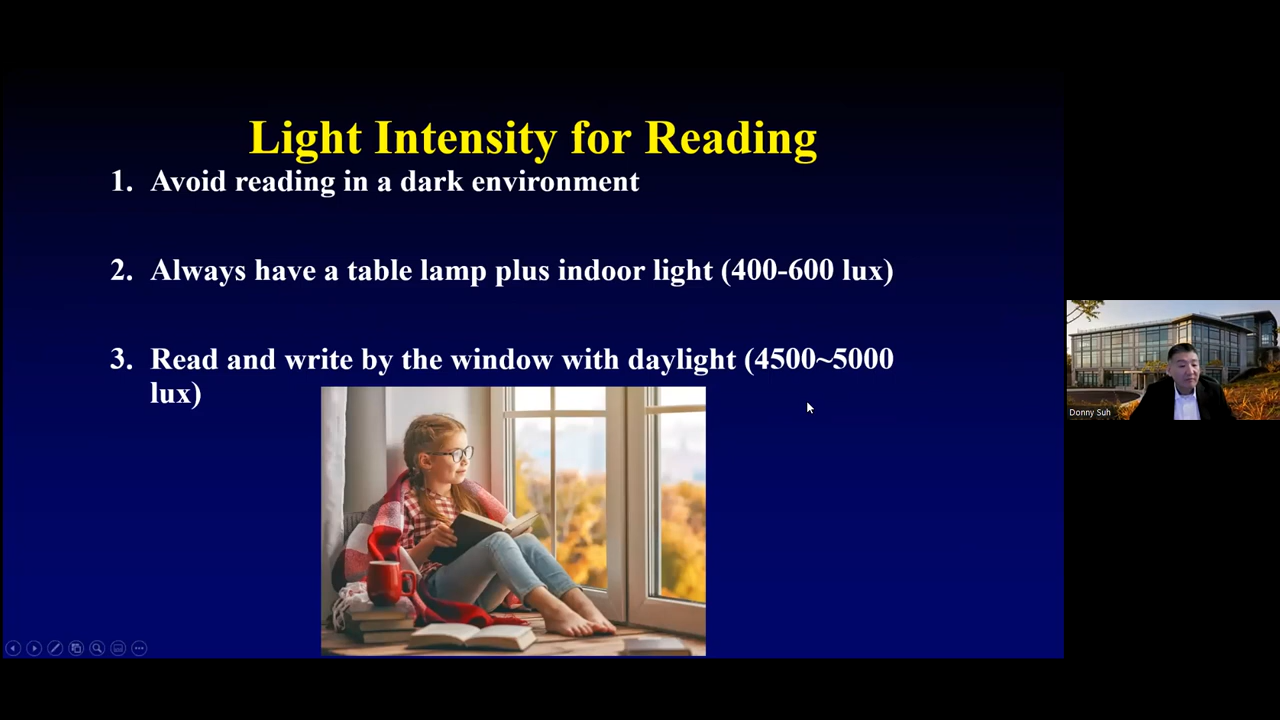 Light Intensity for Reading
1. Avoid reading in a dark environment
2. Always have a table lamp plus indoor light (400-600 lux)
3. Read and write by the window with daylight (4500~5000
lux)
Donny Suh